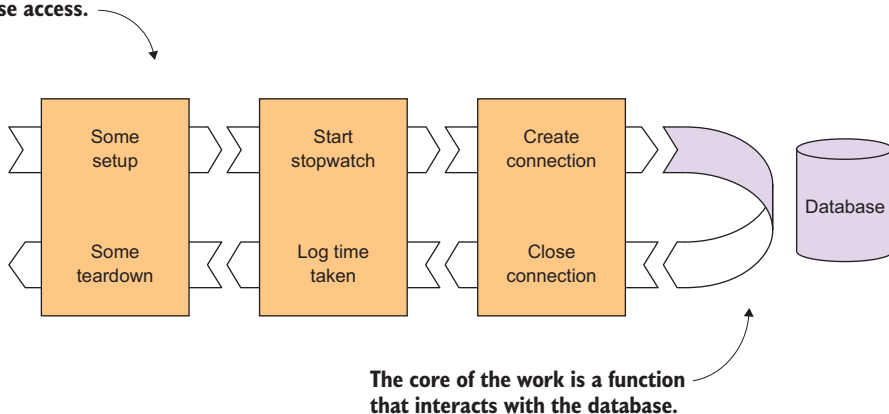 se access.
Some
setup
Start
stopwatch
Create
connection
Database
Some
teardown
Log time
taken
Close
connection
The core of the work is a function
that interacts with the database.